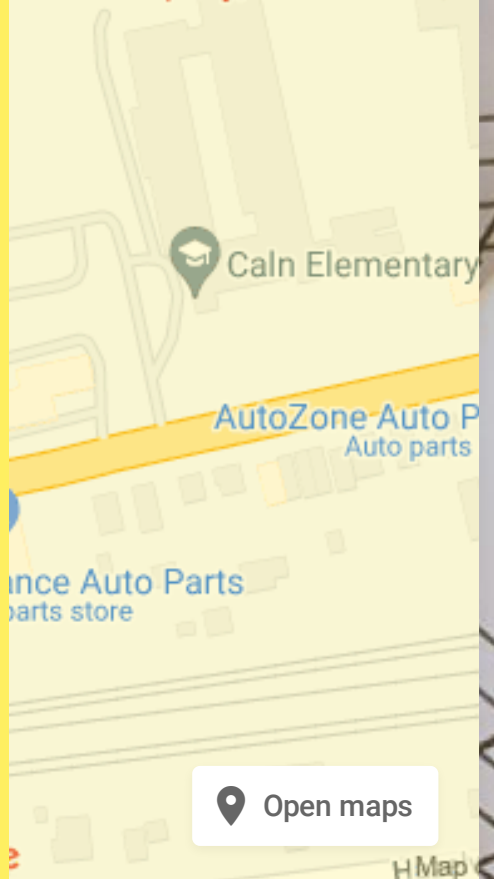 Caln Elementary
AutoZone Auto P
Auto parts
ance Auto Parts
parts store
Open maps
Map